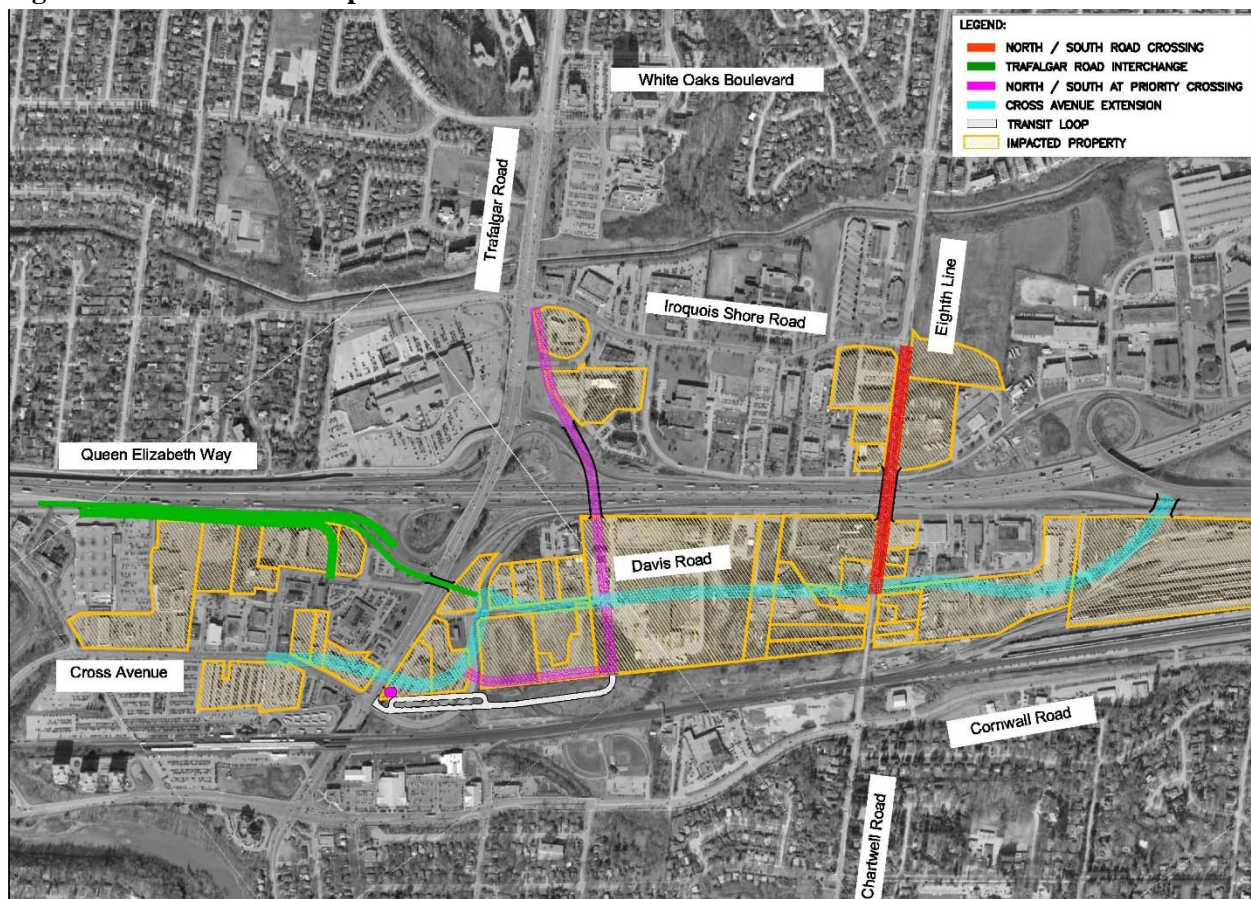 LEGEND:
NORTH / SOUTH ROAD CROSSING
TRAFALGAR ROAD INTERCHANGE
NORTH / SOUTH AT PRIORITY CROSSING
CROSS AVENUE EXTENSION
TRANSIT LOOP
IMPACTED PROPERTY
White Oaks Boulevard
Trafalgar Road
Eighth Line
Iroquois Shore Road
Queen Elizabeth Way
Davis Road
Cross Avenue
Cornwall Road
Chartwell Road